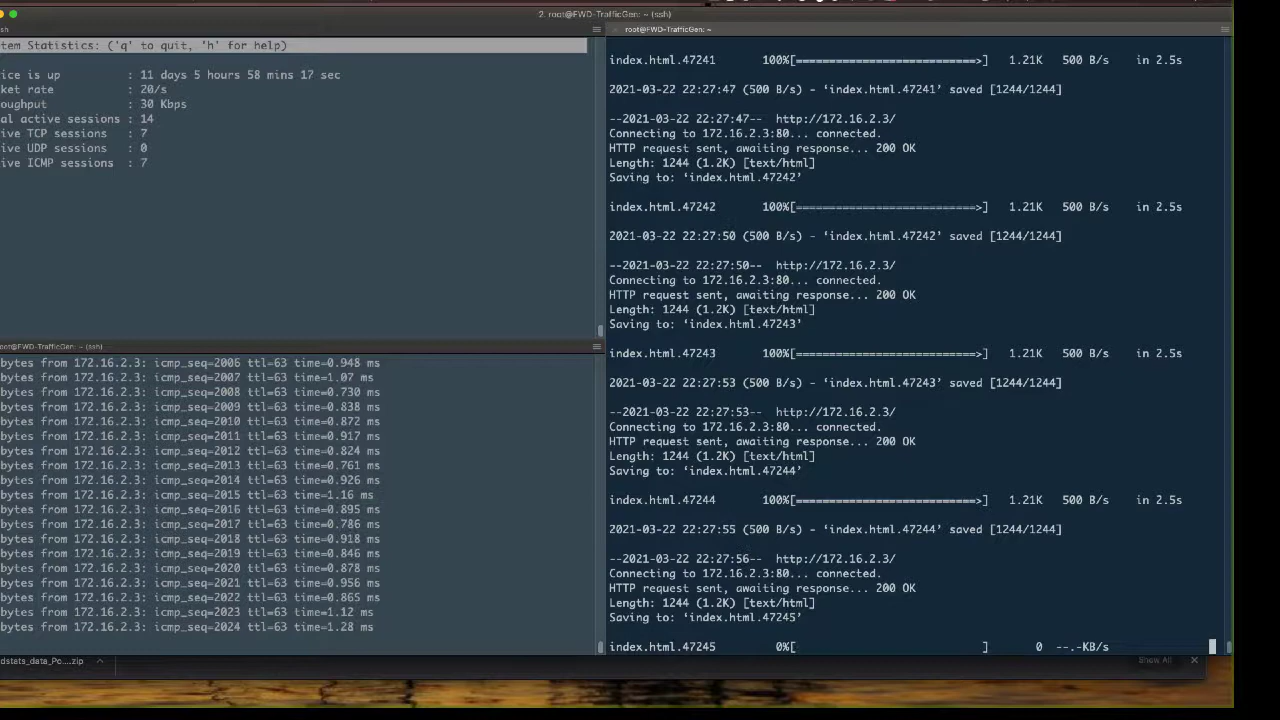 2. root@FWD-TrafficGen: ~ (ssh)
sh
tem Statistics: ('q' to quit, 'h' for help)
ice is up : 11 days 5 hours 58 mins 17 sec
ket rate : 20/s
oughput : 30 Kbps
al active sessions : 14
ive TCP sessions : 7
ive UDP sessions : 0
ive ICMP sessions : 7
root@FWD-TrafficGen: ~ (ssh)
bytes from 172.16.2.3: icmp_seq=2006 ttl=63 time=0.948 ms
bytes from 172.16.2.3: icmp_seq=2007 ttl=63 time=1.07 ms
bytes from 172.16.2.3: icmp_seq=2008 ttl=63 time=0.730 ms
bytes from 172.16.2.3: icmp_seq=2009 ttl=63 time=0.838 ms
bytes from 172.16.2.3: icmp_seq=2010 ttl=63 time=0.872 ms
bytes from 172.16.2.3: icmp_seq=2011 ttl=63 time=0.917 ms
bytes from 172.16.2.3: icmp_seq=2012 ttl=63 time=0.824 ms
bytes from 172.16.2.3: icmp_seq=2013 ttl=63 time=0.761 ms
bytes from 172.16.2.3: icmp_seq=2014 ttl=63 time=0.926 ms
bytes from 172.16.2.3: icmp_seq=2015 ttl=63 time=1.16 ms
bytes from 172.16.2.3: icmp_seq=2016 ttl=63 time=0.895 ms
bytes from 172.16.2.3: icmp_seq=2017 ttl=63 time=0.786 ms
bytes from 172.16.2.3: icmp_seq=2018 ttl=63 time=0.918 ms
bytes from 172.16.2.3: icmp_seq=2019 ttl=63 time=0.846 ms
bytes from 172.16.2.3: icmp_seq=2020 ttl=63 time=0.878 ms
bytes from 172.16.2.3: icmp_seq=2021 ttl=63 time=0.956 ms
bytes from 172.16.2.3: icmp_seq=2022 ttl=63 time=0.865 ms
bytes from 172.16.2.3: icmp_seq=2023 ttl=63 time=1.12 ms
bytes from 172.16.2.3: icmp_seq=2024 ttl=63 time=1.28 ms
root@FWD-TrafficGen: ~
index.html.47241 100%[===========================>] 1.21K 500 B/s in 2.5s
2021-03-22 22:27:47 (500 B/s) - ‘index.html.47241’ saved [1244/1244]
--2021-03-22 22:27:47-- http://172.16.2.3/
Connecting to 172.16.2.3:80... connected.
HTTP request sent, awaiting response... 200 OK
Length: 1244 (1.2K) [text/html]
Saving to: ‘index.html.47242’
index.html.47242 100%[===========================>] 1.21K 500 B/s in 2.5s
2021-03-22 22:27:50 (500 B/s) - ‘index.html.47242’ saved [1244/1244]
--2021-03-22 22:27:50-- http://172.16.2.3/
Connecting to 172.16.2.3:80... connected.
HTTP request sent, awaiting response... 200 OK
Length: 1244 (1.2K) [text/html]
Saving to: ‘index.html.47243’
index.html.47243 100%[===========================>] 1.21K 500 B/s in 2.5s
2021-03-22 22:27:53 (500 B/s) - ‘index.html.47243’ saved [1244/1244]
--2021-03-22 22:27:53-- http://172.16.2.3/
Connecting to 172.16.2.3:80... connected.
HTTP request sent, awaiting response... 200 OK
Length: 1244 (1.2K) [text/html]
Saving to: ‘index.html.47244’
index.html.47244 100%[===========================>] 1.21K 500 B/s in 2.5s
2021-03-22 22:27:55 (500 B/s) - ‘index.html.47244’ saved [1244/1244]
--2021-03-22 22:27:56-- http://172.16.2.3/
Connecting to 172.16.2.3:80... connected.
HTTP request sent, awaiting response... 200 OK
Length: 1244 (1.2K) [text/html]
Saving to: ‘index.html.47245’
index.html.47245 0%[ ] 0 --.-KB/s
dstats_data_Po....zip
Show All